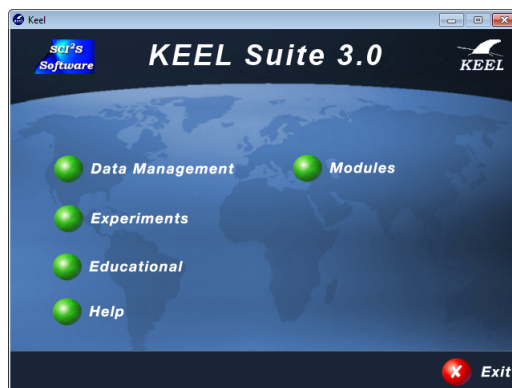 Keel
SCI²S
Software
KEEL Suite 3.0
KEEL
Data Management
Modules
Experiments
Educational
Help
Exit